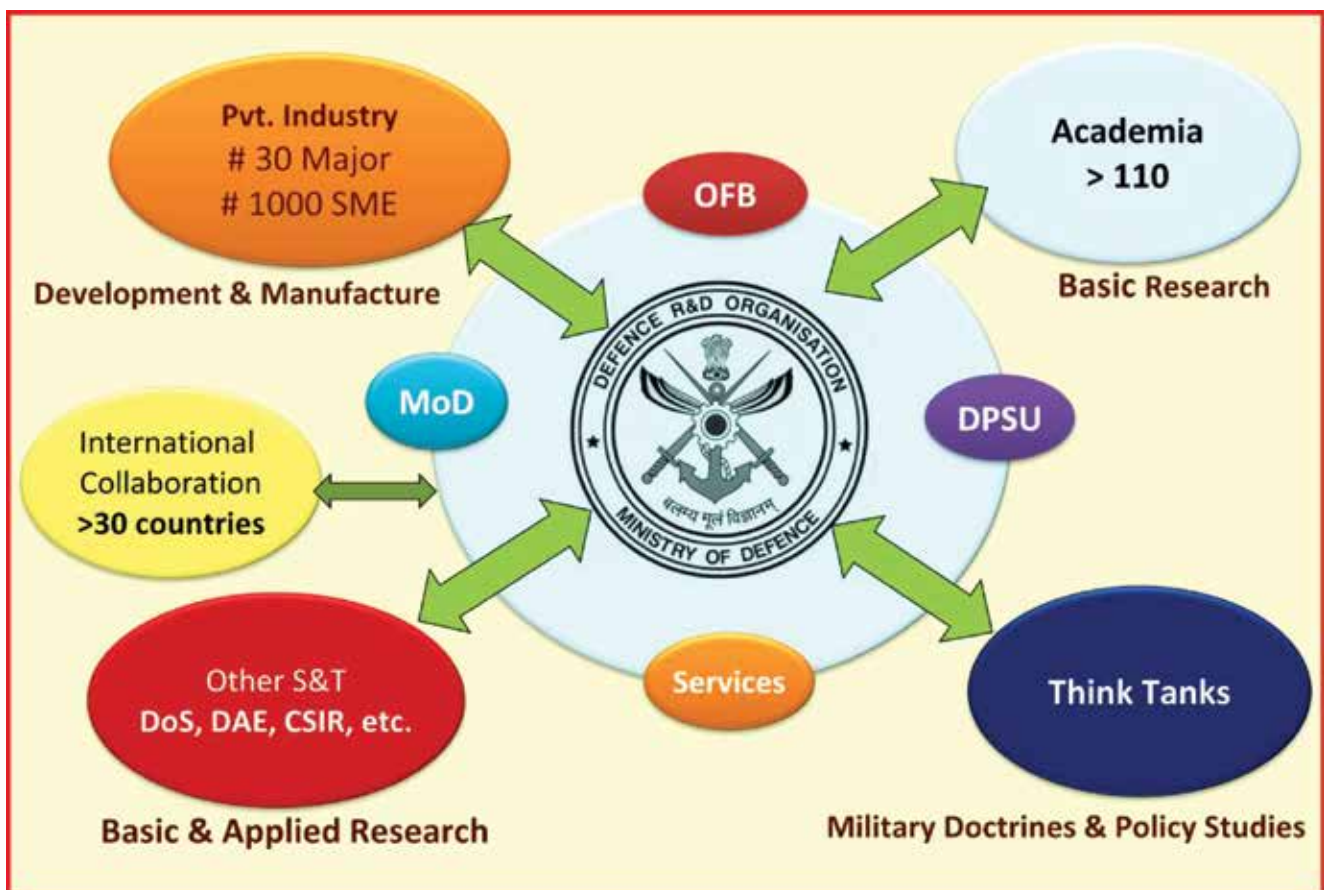 Pvt. Industry
# 30 Major
# 1000 SME
Development & Manufacture
OFB
Academia
> 110
Basic Research
MoD
DEFENCE R&D ORGANISATION
बलस्य मूलं विज्ञानम्
MINISTRY OF DEFENCE
DPSU
International
Collaboration
>30 countries
Other S&T
DoS, DAE, CSIR, etc.
Basic & Applied Research
Services
Think Tanks
Military Doctrines & Policy Studies